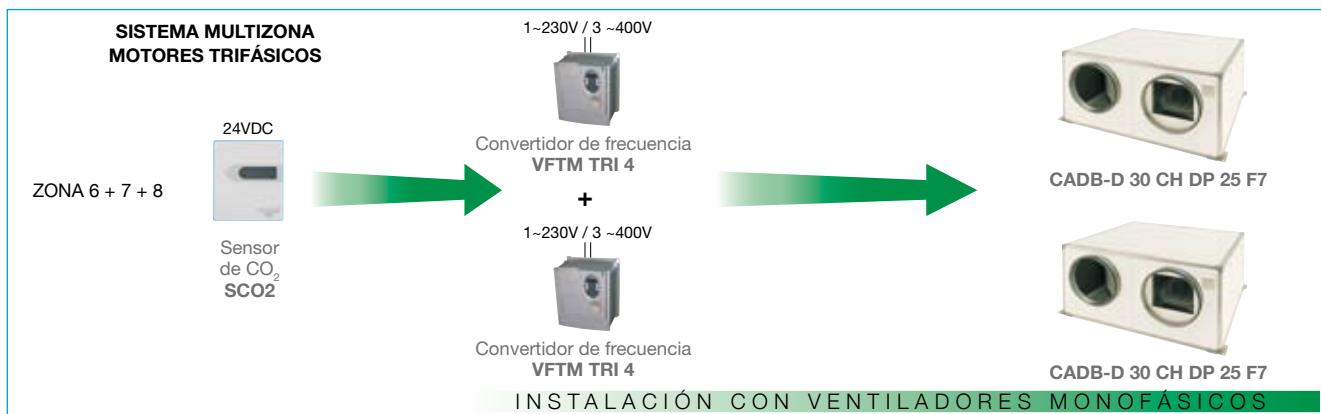 SISTEMA MULTIZONA
MOTORES TRIFÁSICOS
ZONA 6 + 7 + 8
24VDC
Sensor
de CO₂
SCO2
1~230V / 3 ~400V
Convertidor de frecuencia
VFTM TRI 4
+
1~230V / 3 ~400V
Convertidor de frecuencia
VFTM TRI 4
CADB-D 30 CH DP 25 F7
CADB-D 30 CH DP 25 F7
INSTALACIÓN CON VENTILADORES MONOFÁSICOS